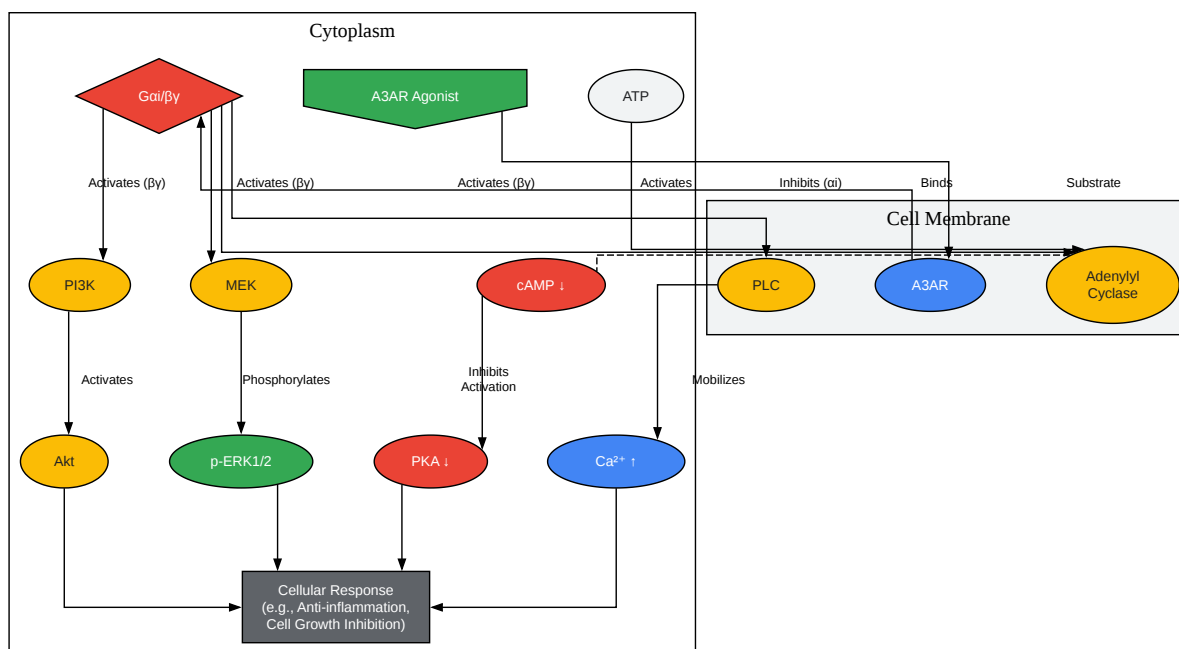 Cytoplasm
Gαi/βγ
A3AR Agonist
ATP
Activates (βγ)
Activates (βγ)
Activates (βγ)
Activates
Inhibits (αi)
Binds
Substrate
Cell Membrane
PI3K
MEK
cAMP ↓
PLC
A3AR
Adenylyl
Cyclase
Activates
Phosphorylates
Inhibits
Activation
Mobilizes
Akt
p-ERK1/2
PKA ↓
Ca²⁺ ↑
Cellular Response
(e.g., Anti-inflammation,
Cell Growth Inhibition)